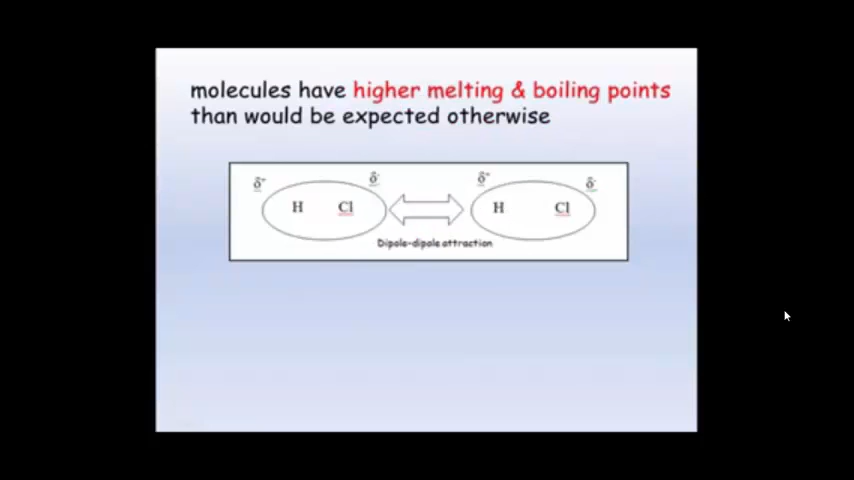 molecules have higher melting & boiling points
than would be expected otherwise
δ⁺ δ⁻ δ⁺ δ⁻
H Cl H Cl
Dipole-dipole attraction